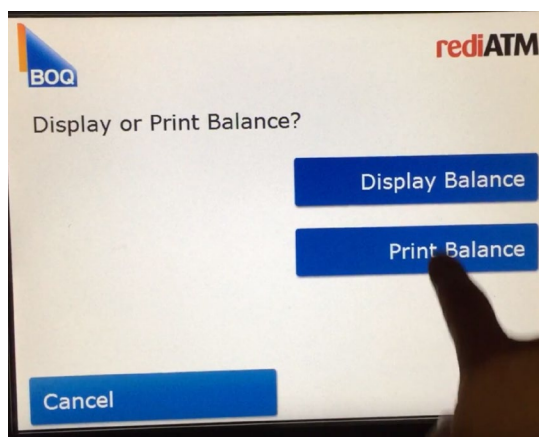 BOQ
rediATM
Display or Print Balance?
Display Balance
Print Balance
Cancel